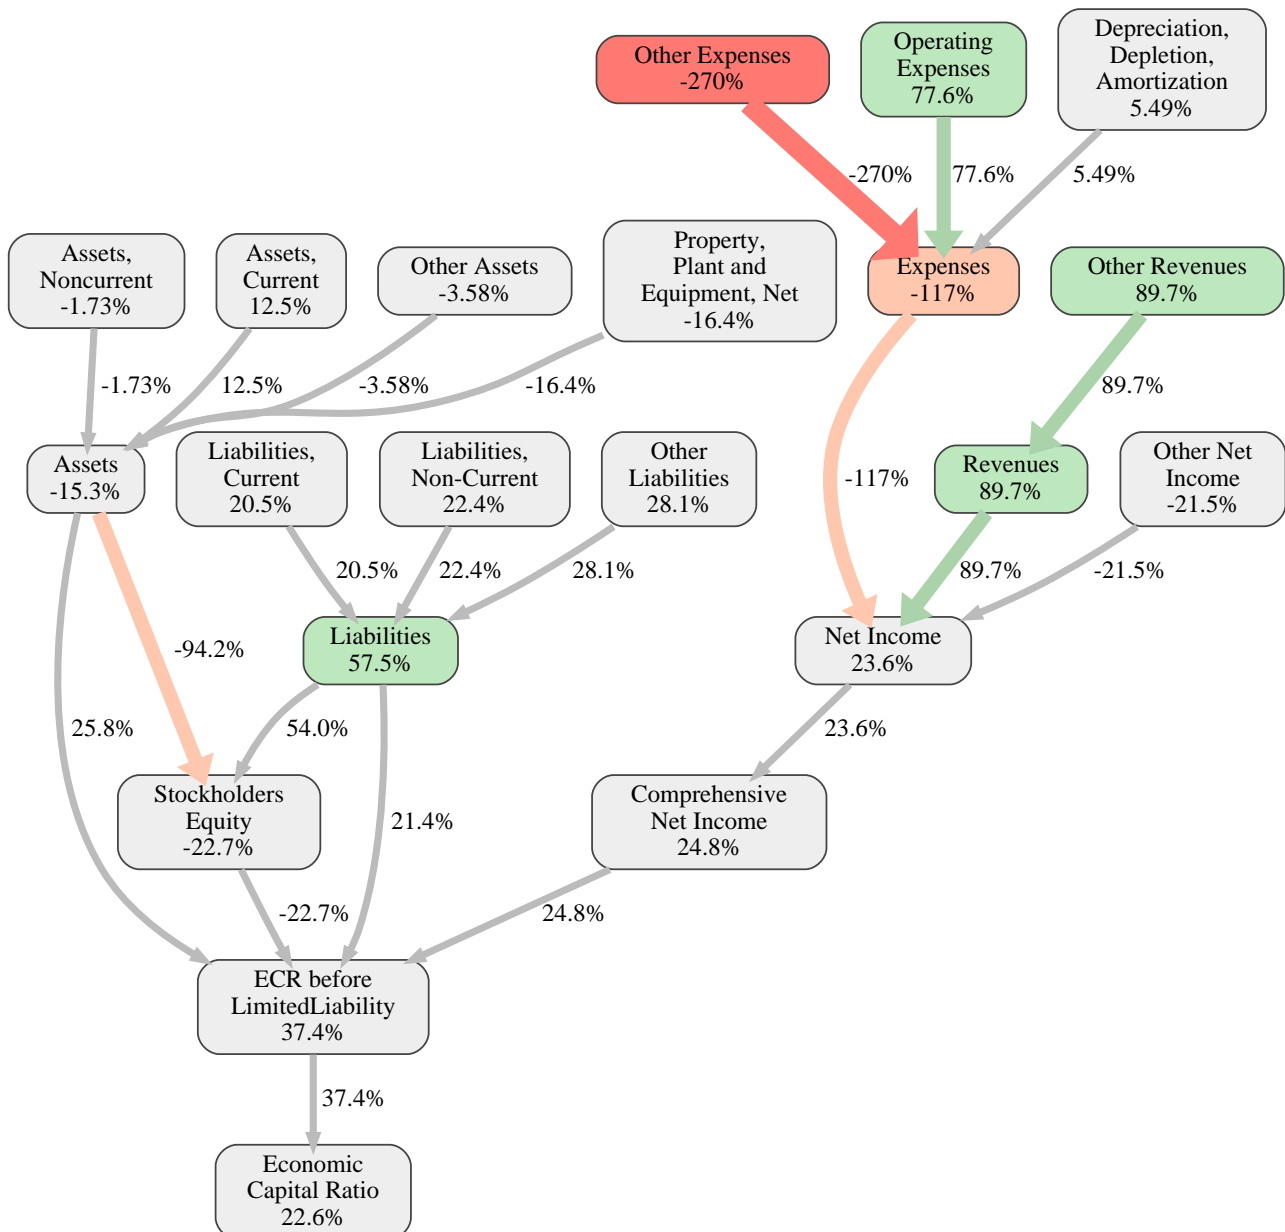 Other Expenses
-270%
Operating
Expenses
77.6%
Depreciation,
Depletion,
Amortization
5.49%
-270%
77.6%
5.49%
Assets,
Noncurrent
-1.73%
Assets,
Current
12.5%
Other Assets
-3.58%
Property,
Plant and
Equipment, Net
-16.4%
Expenses
-117%
Other Revenues
89.7%
-1.73%
12.5%
-3.58%
-16.4%
89.7%
Assets
-15.3%
Liabilities,
Current
20.5%
Liabilities,
Non-Current
22.4%
Other
Liabilities
28.1%
-117%
Revenues
89.7%
Other Net
Income
-21.5%
20.5%
22.4%
28.1%
89.7%
-21.5%
-94.2%
Liabilities
57.5%
Net Income
23.6%
25.8%
54.0%
23.6%
Stockholders
Equity
-22.7%
21.4%
Comprehensive
Net Income
24.8%
-22.7%
24.8%
ECR before
LimitedLiability
37.4%
37.4%
Economic
Capital Ratio
22.6%